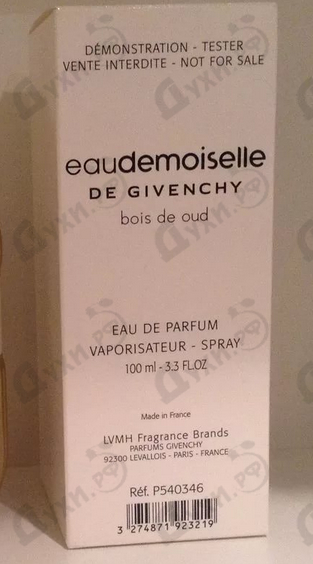 DÉMONSTRATION - TESTER
VENTE INTERDITE - NOT FOR SALE
eaudemoiselle
DE GIVENCHY
bois de oud
EAU DE PARFUM
VAPORISATEUR - SPRAY
100 ml - 3.3 FL.OZ
Made in France
LVMH Fragrance Brands
PARFUMS GIVENCHY
92300 LEVALLOIS - PARIS - FRANCE
Réf. P540346
3 274871 923219
Духи.РФ